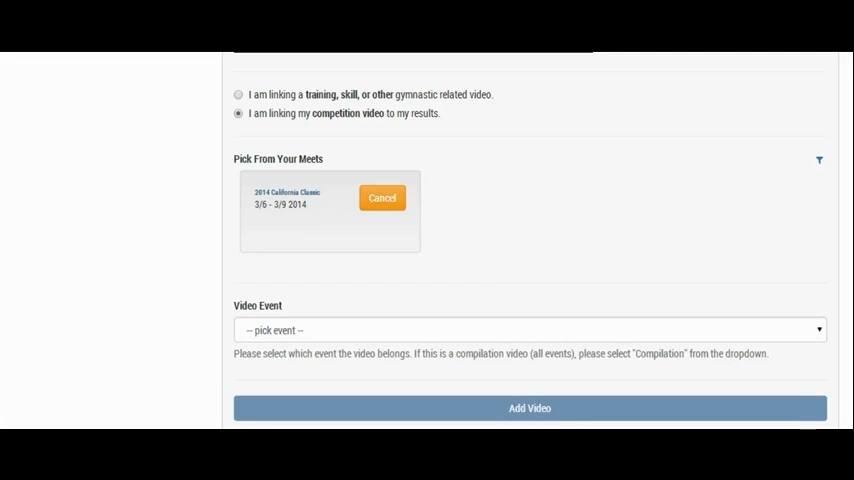 I am linking a training, skill, or other gymnastic related video.
I am linking my competition video to my results.
Pick From Your Meets
2014 California Classic
3/6 - 3/9 2014
Cancel
Video Event
-- pick event --
Please select which event the video belongs. If this is a compilation video (all events), please select "Compilation" from the dropdown.
Add Video